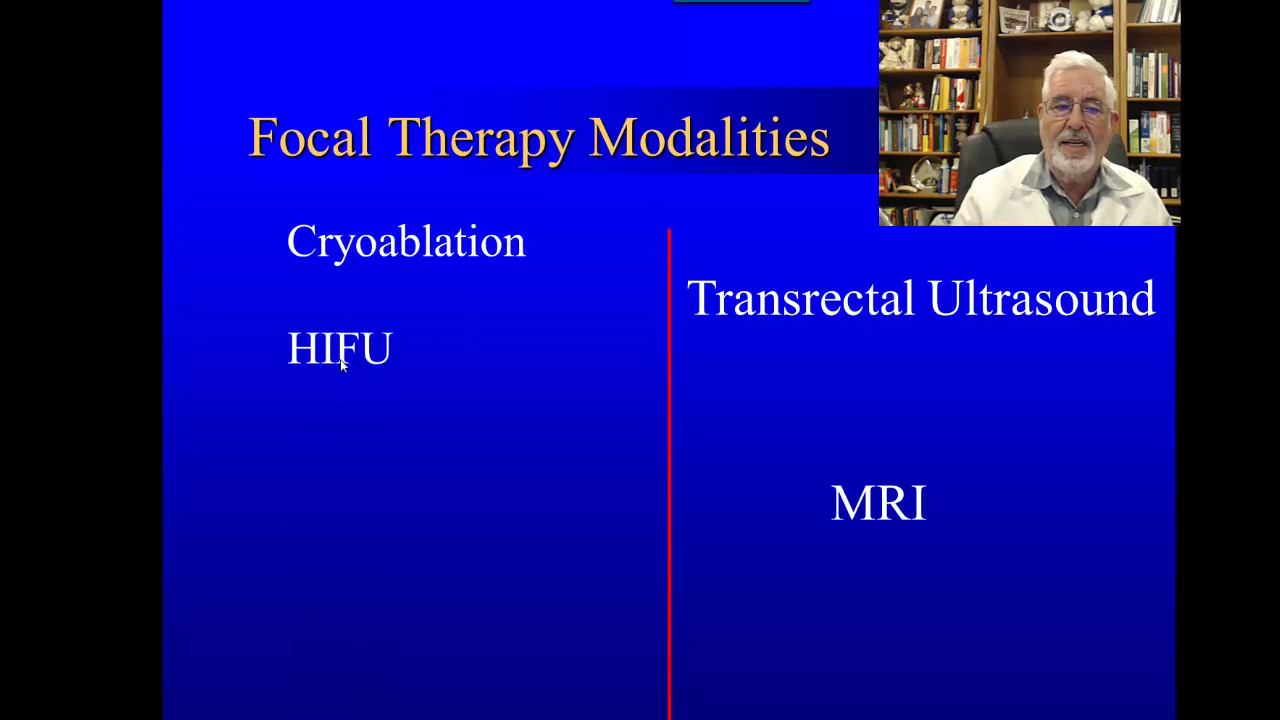 Focal Therapy Modalities
Cryoablation
HIFU
Transrectal Ultrasound
MRI